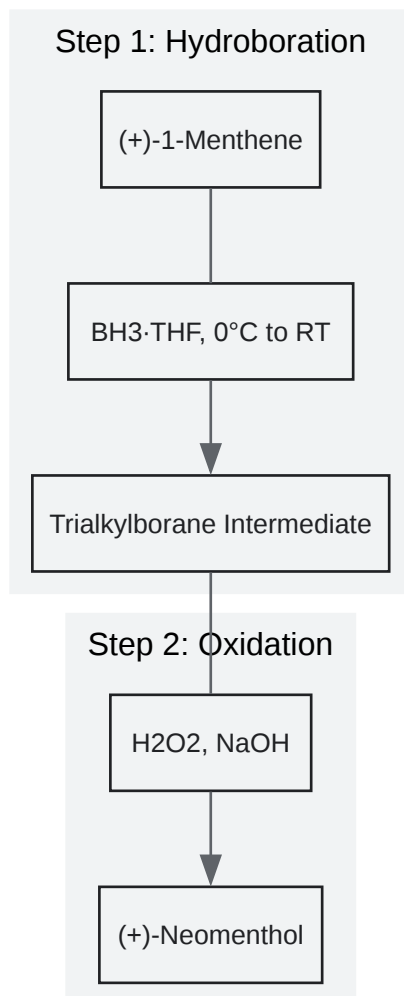 Step 1: Hydroboration
(+)-1-Menthene
BH3·THF, 0°C to RT
Trialkylborane Intermediate
Step 2: Oxidation
H2O2, NaOH
(+)-Neomenthol